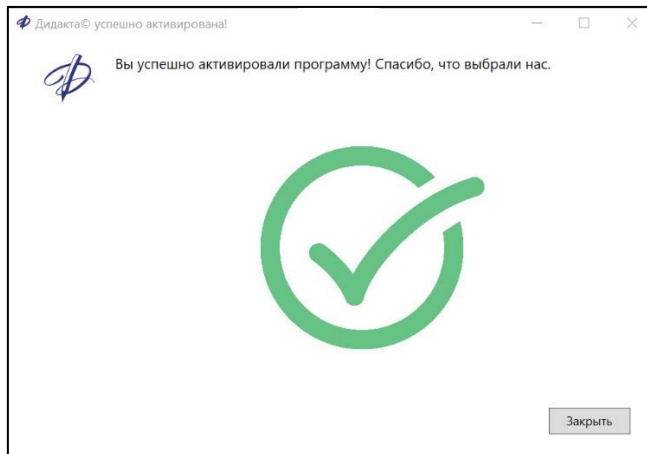 Дидакта© успешно активирована!
Вы успешно активировали программу! Спасибо, что выбрали нас.
Закрыть